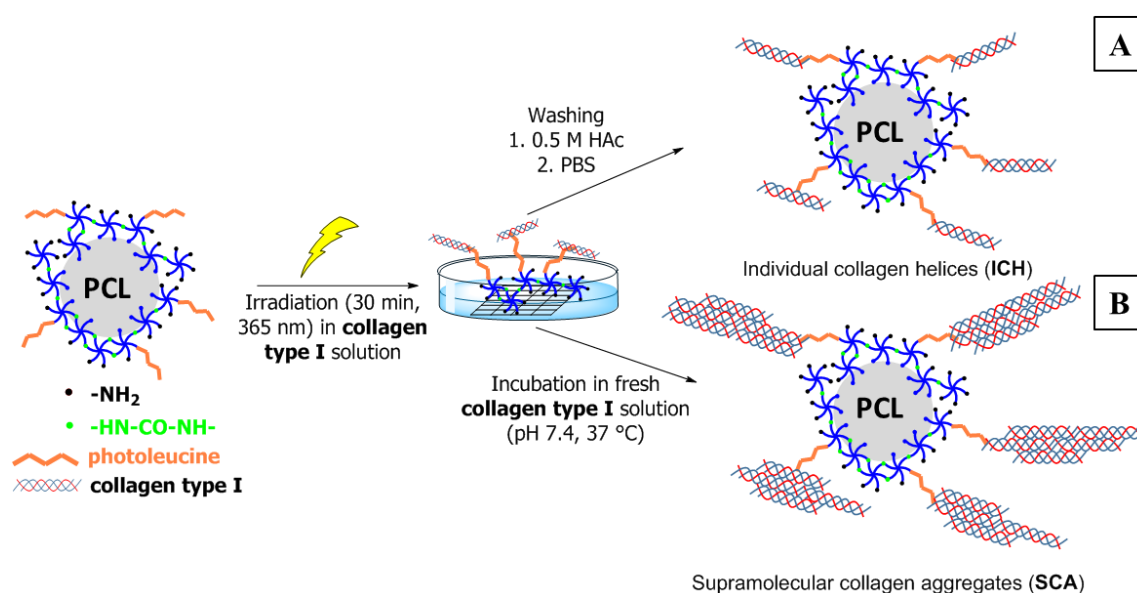 PCL
• -NH₂
• -HN-CO-NH-
photoleucine
collagen type I
Irradiation (30 min,
365 nm) in collagen
type I solution
Washing
1. 0.5 M HAc
2. PBS
Incubation in fresh
collagen type I solution
(pH 7.4, 37 °C)
A
PCL
Individual collagen helices (ICH)
B
PCL
Supramolecular collagen aggregates (SCA)